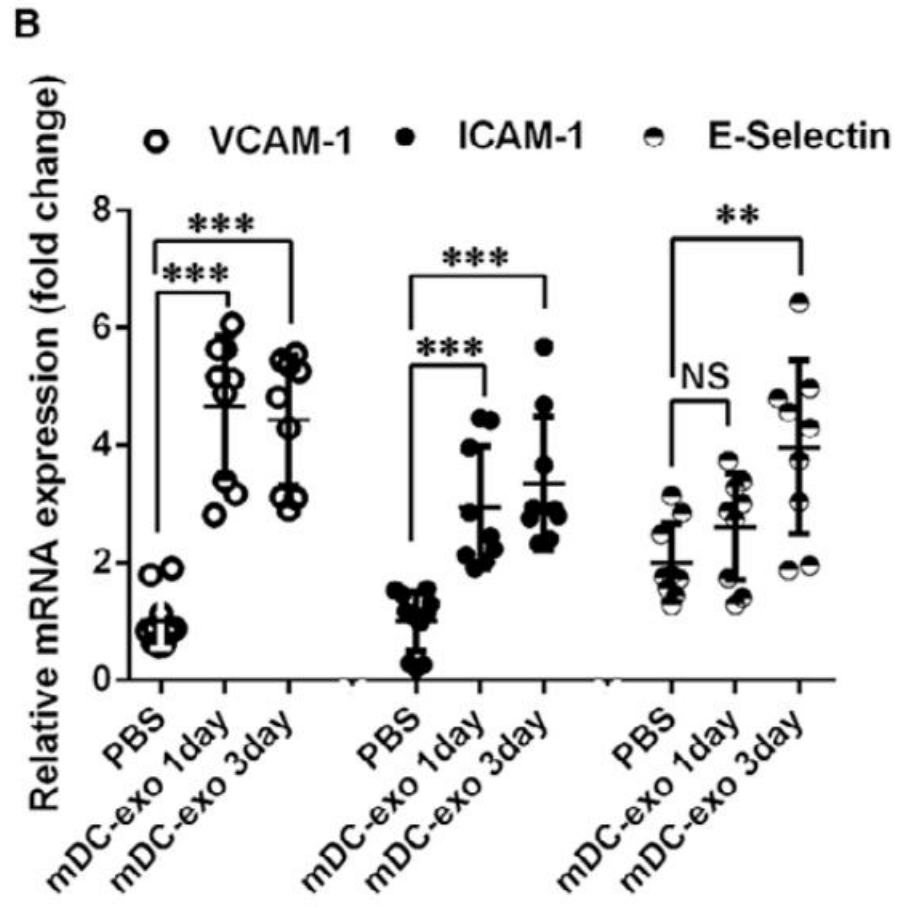 B
Relative mRNA expression (fold change)
VCAM-1 ICAM-1 E-Selectin
8
6
4
2
0
***
***
***
***
**
NS
PBS
mDC-exo 1day
mDC-exo 3day
PBS
mDC-exo 1day
mDC-exo 3day
PBS
mDC-exo 1day
mDC-exo 3day